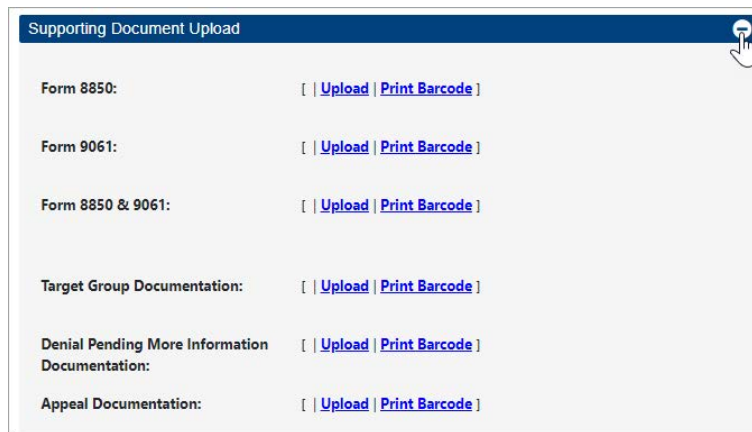 Supporting Document Upload
Form 8850: [ | Upload | Print Barcode ]
Form 9061: [ | Upload | Print Barcode ]
Form 8850 & 9061: [ | Upload | Print Barcode ]
Target Group Documentation: [ | Upload | Print Barcode ]
Denial Pending More Information [ | Upload | Print Barcode ]
Documentation:
Appeal Documentation: [ | Upload | Print Barcode ]